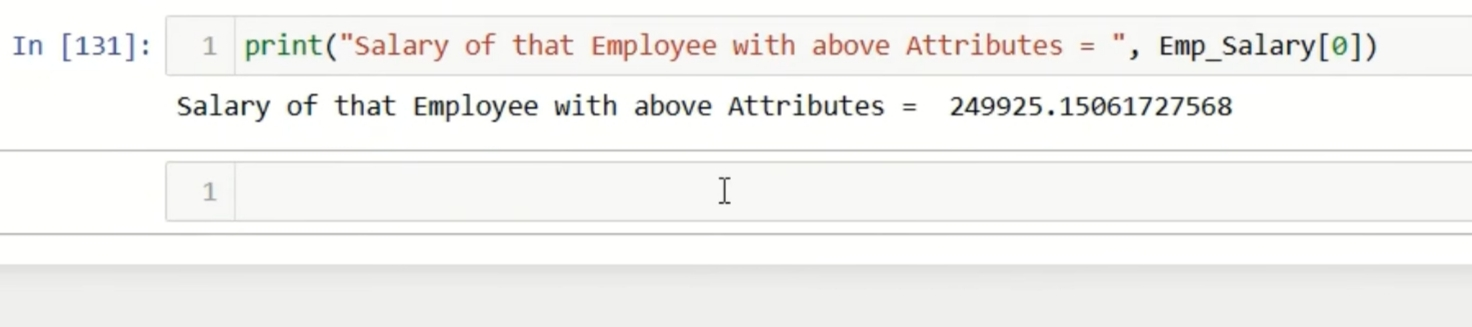 In [131]: 1 print("Salary of that Employee with above Attributes = ", Emp_Salary[0])
Salary of that Employee with above Attributes =  249925.15061727568
1